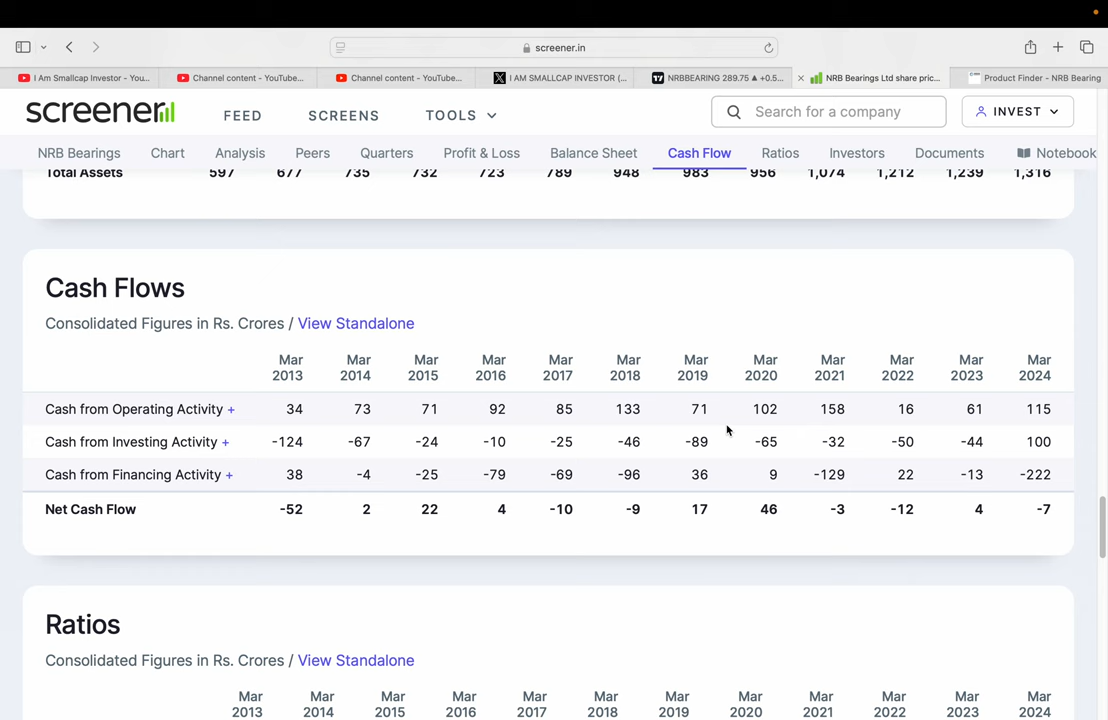 screener.in
I Am Smallcap Investor - You...
Channel content - YouTube...
Channel content - YouTube...
I AM SMALLCAP INVESTOR (...
NRBBEARING 289.75 ▲ +0.5...
NRB Bearings Ltd share pric...
Product Finder - NRB Bearing
screener
FEED
SCREENS
TOOLS
Search for a company
INVEST
NRB Bearings
Chart
Analysis
Peers
Quarters
Profit & Loss
Balance Sheet
Cash Flow
Ratios
Investors
Documents
Notebook
Total Assets 597 677 735 732 723 789 948 983 956 1,074 1,212 1,239 1,316
Cash Flows
Consolidated Figures in Rs. Crores / View Standalone
Mar Mar Mar Mar Mar Mar Mar Mar Mar Mar Mar Mar
2013 2014 2015 2016 2017 2018 2019 2020 2021 2022 2023 2024
Cash from Operating Activity + 34 73 71 92 85 133 71 102 158 16 61 115
Cash from Investing Activity + -124 -67 -24 -10 -25 -46 -89 -65 -32 -50 -44 100
Cash from Financing Activity + 38 -4 -25 -79 -69 -96 36 9 -129 22 -13 -222
Net Cash Flow -52 2 22 4 -10 -9 17 46 -3 -12 4 -7
Ratios
Consolidated Figures in Rs. Crores / View Standalone
Mar Mar Mar Mar Mar Mar Mar Mar Mar Mar Mar Mar
2013 2014 2015 2016 2017 2018 2019 2020 2021 2022 2023 2024